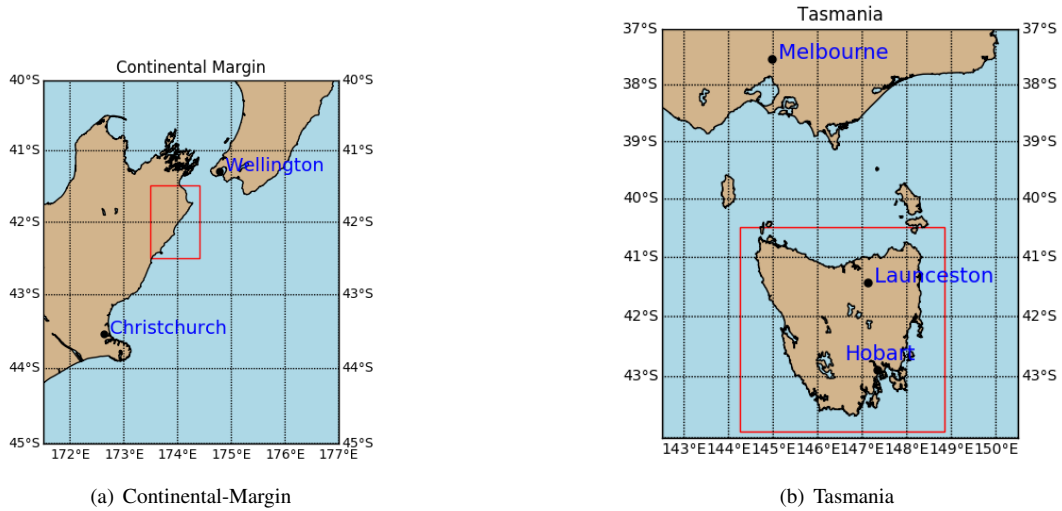 Continental Margin
40°S
40°S
41°S
41°S
Wellington
42°S
42°S
43°S
43°S
Christchurch
44°S
44°S
45°S
45°S
172°E 173°E 174°E 175°E 176°E 177°E
(a) Continental-Margin
Tasmania
37°S
37°S
Melbourne
38°S
38°S
39°S
39°S
40°S
40°S
41°S
41°S
Launceston
42°S
42°S
Hobart
43°S
43°S
143°E 144°E 145°E 146°E 147°E 148°E 149°E 150°E
(b) Tasmania